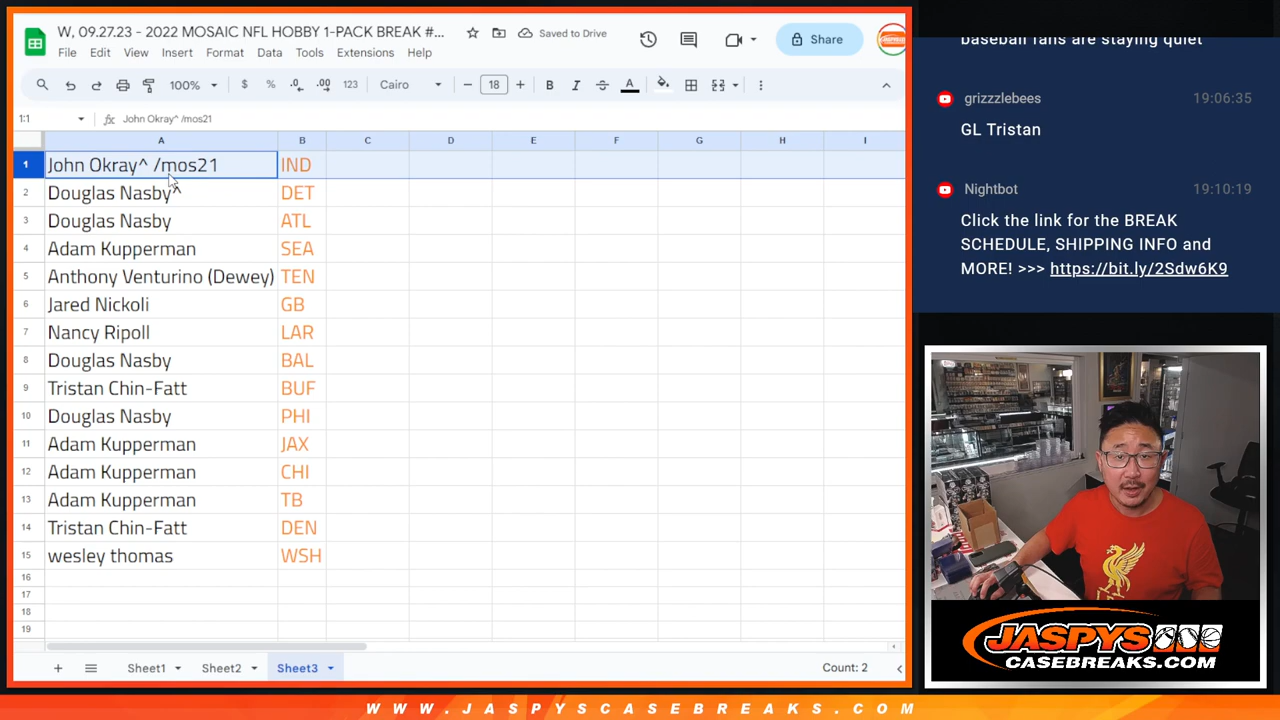 W, 09.27.23 - 2022 MOSAIC NFL HOBBY 1-PACK BREAK #...
Saved to Drive
Share
File Edit View Insert Format Data Tools Extensions Help
100% $ % .0 .00 123 Cairo 18 B I S A
1:1 fx John Okray^ /mos21
A B C D E F G H I
1 John Okray^ /mos21 IND
2 Douglas Nasby^ DET
3 Douglas Nasby ATL
4 Adam Kupperman SEA
5 Anthony Venturino (Dewey) TEN
6 Jared Nickoli GB
7 Nancy Ripoll LAR
8 Douglas Nasby BAL
9 Tristan Chin-Fatt BUF
10 Douglas Nasby PHI
11 Adam Kupperman JAX
12 Adam Kupperman CHI
13 Adam Kupperman TB
14 Tristan Chin-Fatt DEN
15 wesley thomas WSH
16
17
18
19
Sheet1 Sheet2 Sheet3 Count: 2
baseball fans are staying quiet
grizzzlebees 19:06:35
GL Tristan
Nightbot 19:10:19
Click the link for the BREAK
SCHEDULE, SHIPPING INFO and
MORE! >>> https://bit.ly/2Sdw6K9
JASPYS
CASEBREAKS.COM
WWW.JASPYSCASEBREAKS.COM